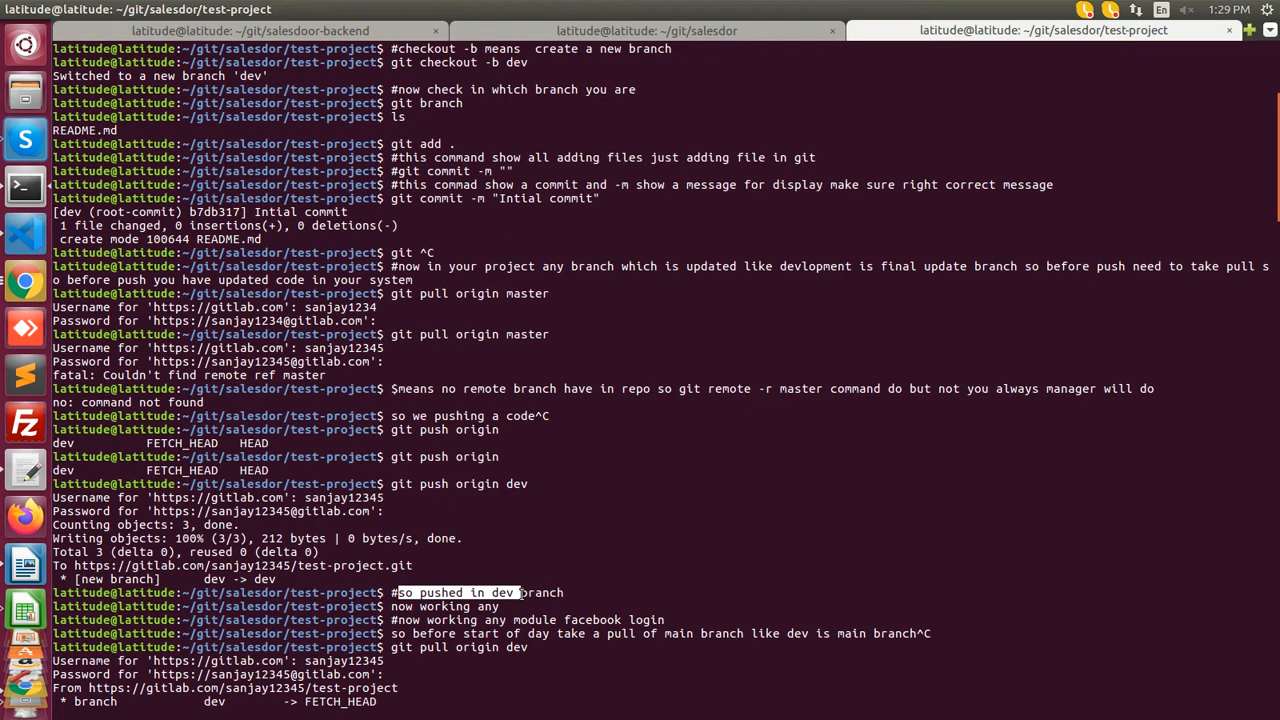 latitude@latitude: ~/git/salesdor/test-project
En
1:29 PM
latitude@latitude: ~/git/salesdoor-backend
latitude@latitude: ~/git/salesdor
latitude@latitude: ~/git/salesdor/test-project
latitude@latitude:~/git/salesdor/test-project$ #checkout -b means  create a new branch
latitude@latitude:~/git/salesdor/test-project$ git checkout -b dev
Switched to a new branch 'dev'
latitude@latitude:~/git/salesdor/test-project$ #now check in which branch you are
latitude@latitude:~/git/salesdor/test-project$ git branch
latitude@latitude:~/git/salesdor/test-project$ ls
README.md
latitude@latitude:~/git/salesdor/test-project$ git add .
latitude@latitude:~/git/salesdor/test-project$ #this command show all adding files just adding file in git
latitude@latitude:~/git/salesdor/test-project$ #git commit -m ""
latitude@latitude:~/git/salesdor/test-project$ #this commad show a commit and -m show a message for display make sure right correct message
latitude@latitude:~/git/salesdor/test-project$ git commit -m "Intial commit"
[dev (root-commit) b7db317] Intial commit
 1 file changed, 0 insertions(+), 0 deletions(-)
 create mode 100644 README.md
latitude@latitude:~/git/salesdor/test-project$ git ^C
latitude@latitude:~/git/salesdor/test-project$ #now in your project any branch which is updated like devlopment is final update branch so before push need to take pull s
o before push you have updated code in your system
latitude@latitude:~/git/salesdor/test-project$ git pull origin master
Username for 'https://gitlab.com': sanjay1234
Password for 'https://sanjay1234@gitlab.com':
latitude@latitude:~/git/salesdor/test-project$ git pull origin master
Username for 'https://gitlab.com': sanjay12345
Password for 'https://sanjay12345@gitlab.com':
fatal: Couldn't find remote ref master
latitude@latitude:~/git/salesdor/test-project$ $means no remote branch have in repo so git remote -r master command do but not you always manager will do
no: command not found
latitude@latitude:~/git/salesdor/test-project$ so we pushing a code^C
latitude@latitude:~/git/salesdor/test-project$ git push origin
dev          FETCH_HEAD   HEAD
latitude@latitude:~/git/salesdor/test-project$ git push origin
dev          FETCH_HEAD   HEAD
latitude@latitude:~/git/salesdor/test-project$ git push origin dev
Username for 'https://gitlab.com': sanjay12345
Password for 'https://sanjay12345@gitlab.com':
Counting objects: 3, done.
Writing objects: 100% (3/3), 212 bytes | 0 bytes/s, done.
Total 3 (delta 0), reused 0 (delta 0)
To https://gitlab.com/sanjay12345/test-project.git
 * [new branch]      dev -> dev
latitude@latitude:~/git/salesdor/test-project$ #so pushed in dev branch
latitude@latitude:~/git/salesdor/test-project$ now working any
latitude@latitude:~/git/salesdor/test-project$ #now working any module facebook login
latitude@latitude:~/git/salesdor/test-project$ so before start of day take a pull of main branch like dev is main branch^C
latitude@latitude:~/git/salesdor/test-project$ git pull origin dev
Username for 'https://gitlab.com': sanjay12345
Password for 'https://sanjay12345@gitlab.com':
From https://gitlab.com/sanjay12345/test-project
 * branch            dev        -> FETCH_HEAD